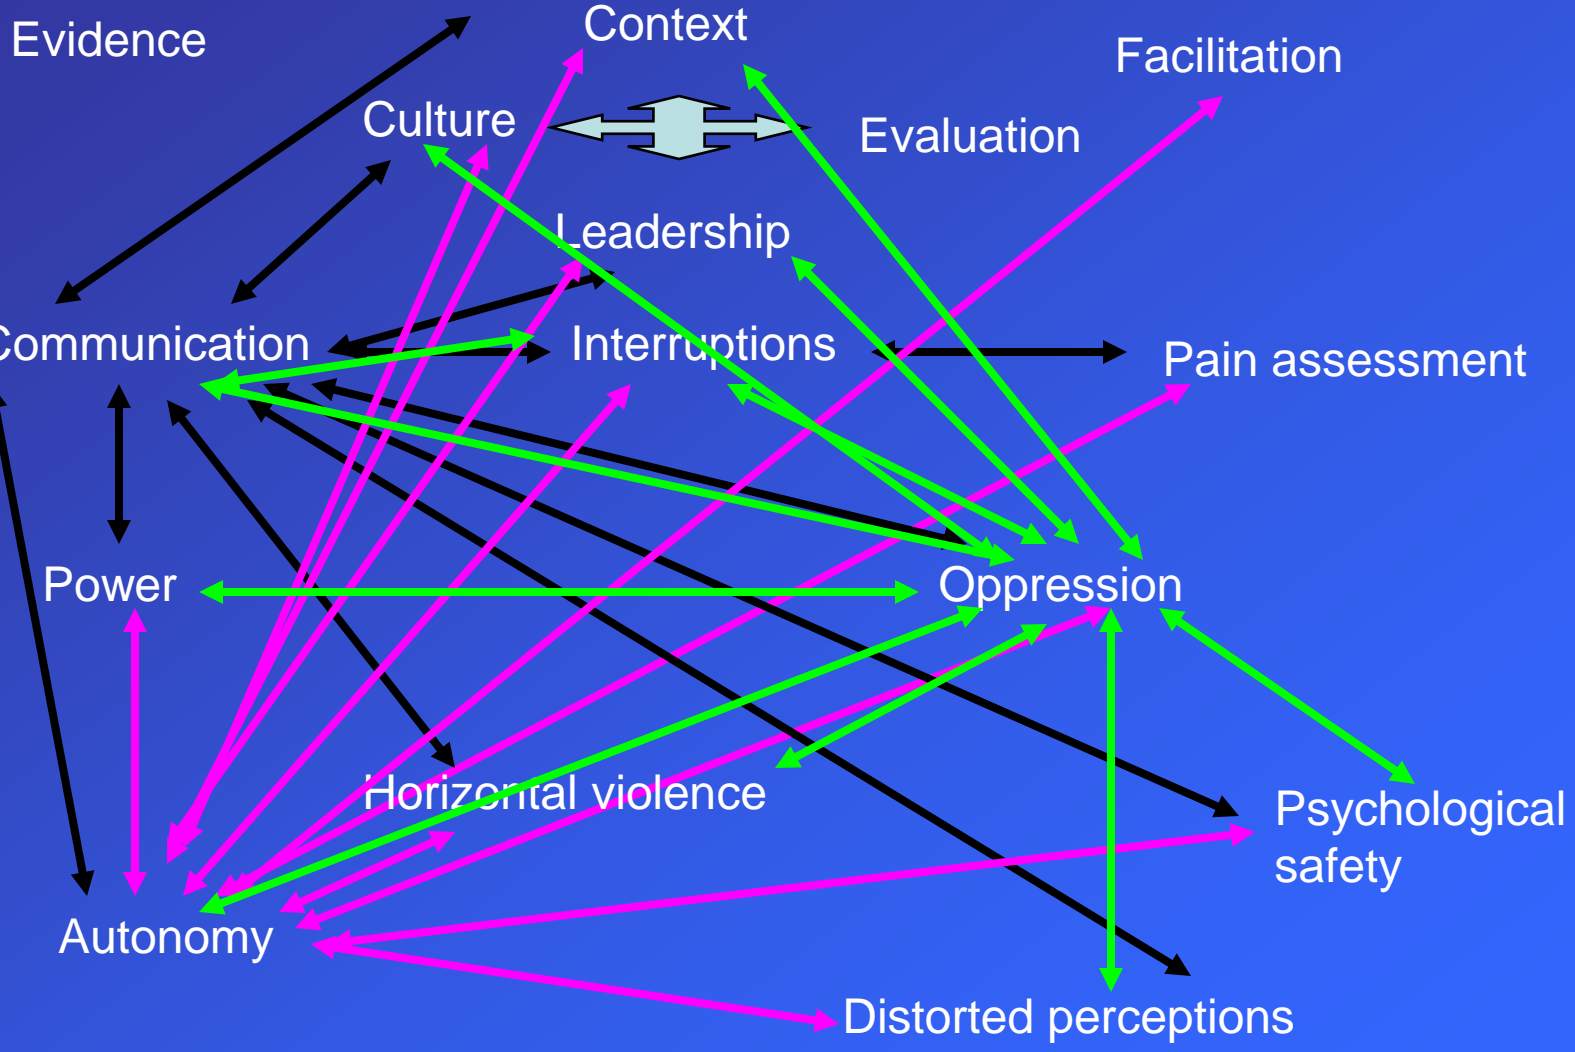 Evidence
Context
Facilitation
Culture
Evaluation
Leadership
Communication
Interruptions
Pain assessment
Power
Oppression
Horizontal violence
Psychological
safety
Autonomy
Distorted perceptions